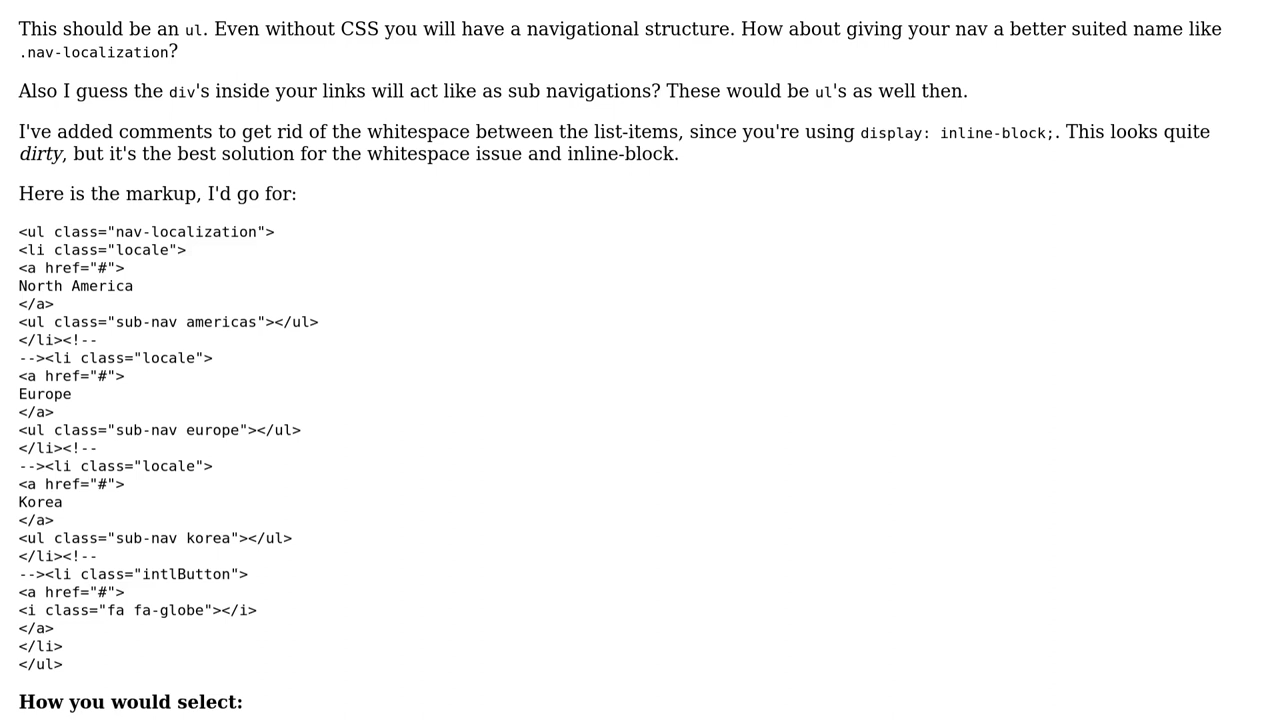 This should be an ul. Even without CSS you will have a navigational structure. How about giving your nav a better suited name like
.nav-localization?
Also I guess the div's inside your links will act like as sub navigations? These would be ul's as well then.
I've added comments to get rid of the whitespace between the list-items, since you're using display: inline-block;. This looks quite
dirty, but it's the best solution for the whitespace issue and inline-block.
Here is the markup, I'd go for:
<ul class="nav-localization">
<li class="locale">
<a href="#">
North America
</a>
<ul class="sub-nav americas"></ul>
</li><!--
--><li class="locale">
<a href="#">
Europe
</a>
<ul class="sub-nav europe"></ul>
</li><!--
--><li class="locale">
<a href="#">
Korea
</a>
<ul class="sub-nav korea"></ul>
</li><!--
--><li class="intlButton">
<a href="#">
<i class="fa fa-globe"></i>
</a>
</li>
</ul>
How you would select: